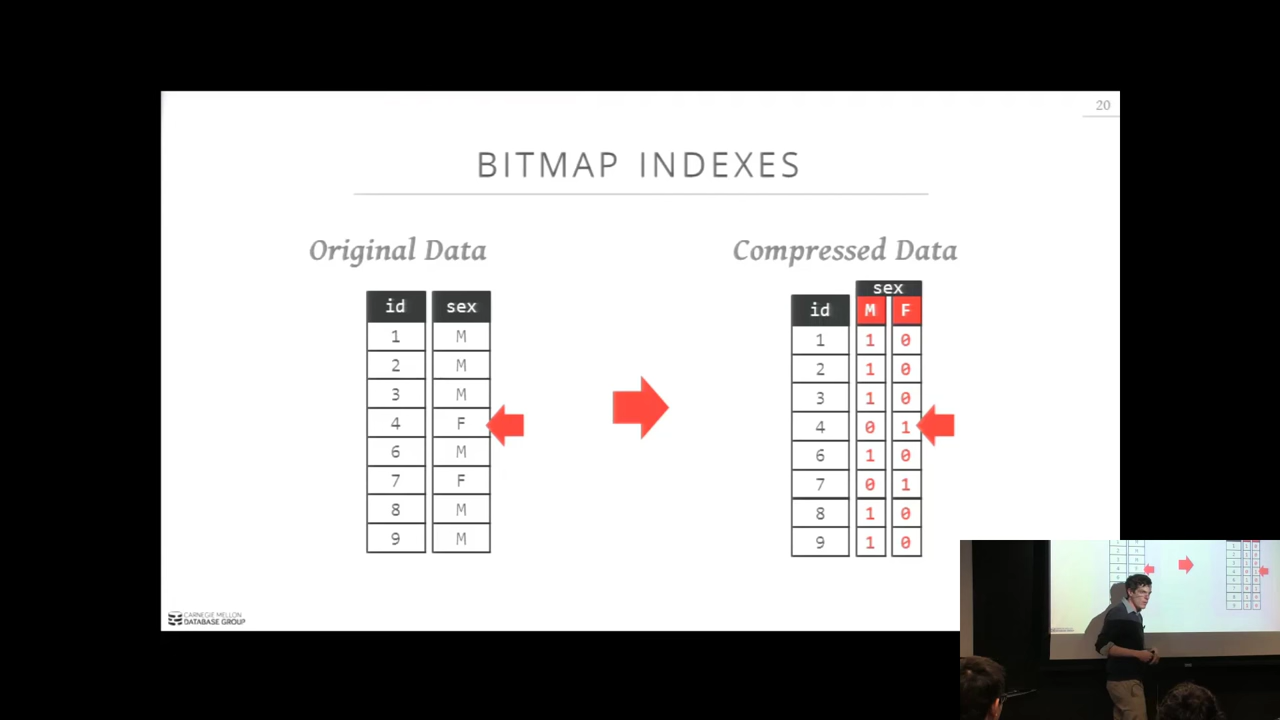 20
BITMAP INDEXES
Original Data
id sex
1 M
2 M
3 M
4 F
6 M
7 F
8 M
9 M
Compressed Data
sex
id M F
1 1 0
2 1 0
3 1 0
4 0 1
6 1 0
7 0 1
8 1 0
9 1 0
CARNEGIE MELLON
DATABASE GROUP